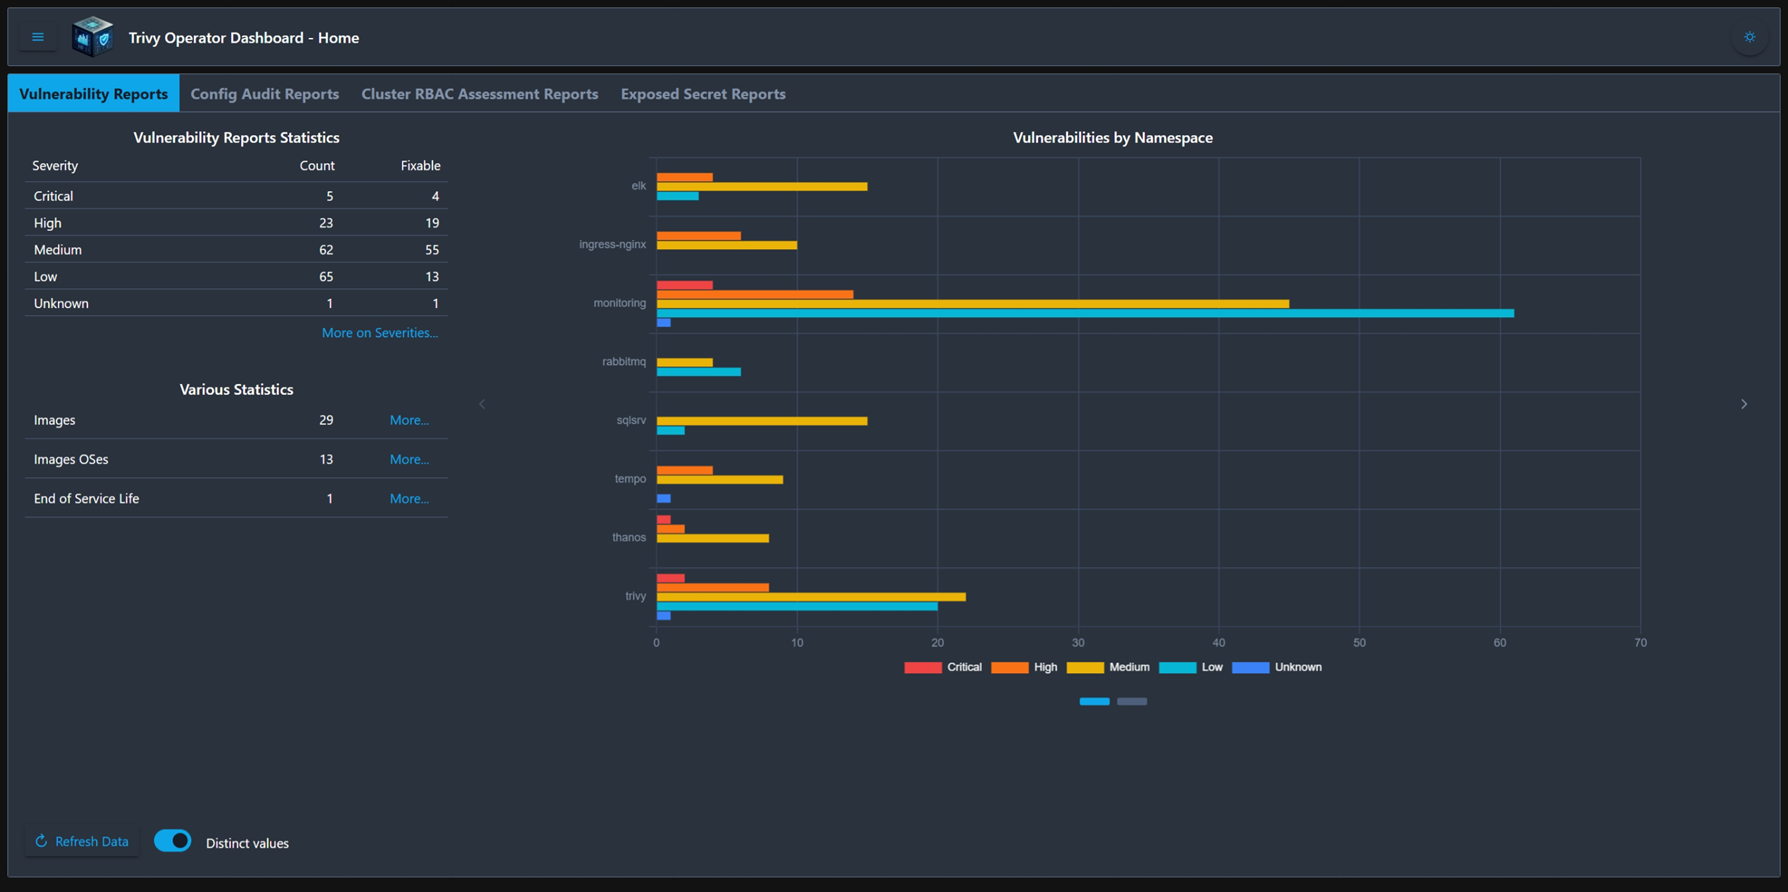 Trivy Operator Dashboard - Home
Vulnerability Reports Config Audit Reports Cluster RBAC Assessment Reports Exposed Secret Reports
Vulnerability Reports Statistics
Severity Count Fixable
Critical 5 4
High 23 19
Medium 62 55
Low 65 13
Unknown 1 1
More on Severities...
Various Statistics
Images 29 More...
Images OSes 13 More...
End of Service Life 1 More...
Vulnerabilities by Namespace
elk
ingress-nginx
monitoring
rabbitmq
sqlsrv
tempo
thanos
trivy
0 10 20 30 40 50 60 70
Critical High Medium Low Unknown
Refresh Data Distinct values